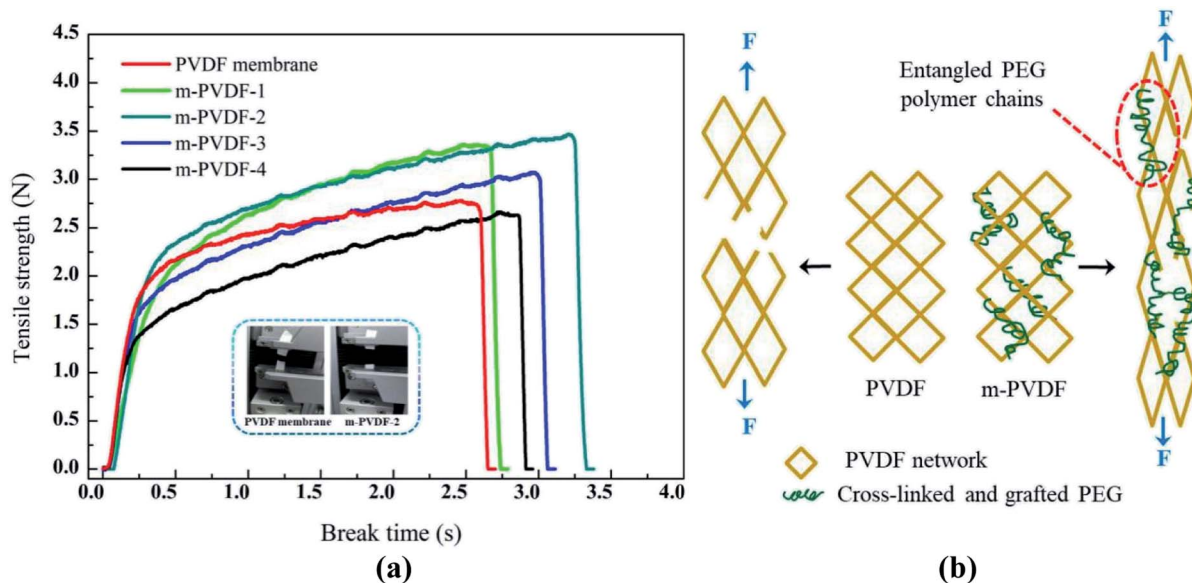 4.5
4.0
3.5
3.0
2.5
2.0
1.5
1.0
0.5
0.0
Tensile strength (N)
PVDF membrane
m-PVDF-1
m-PVDF-2
m-PVDF-3
m-PVDF-4
PVDF membrane m-PVDF-2
0.0 0.5 1.0 1.5 2.0 2.5 3.0 3.5 4.0
Break time (s)
(a)
F
F
Entangled PEG
polymer chains
F
PVDF m-PVDF
F
PVDF network
Cross-linked and grafted PEG
(b)